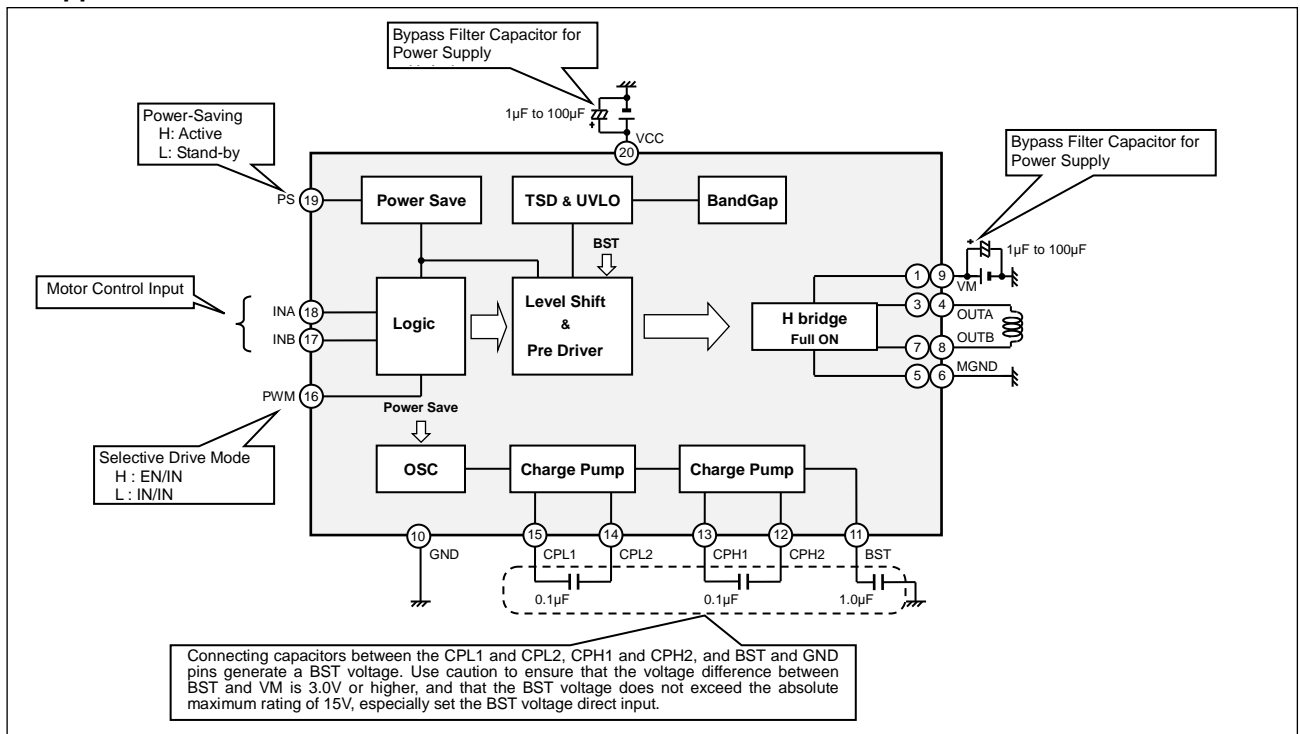 Bypass Filter Capacitor for
Power Supply
Power-Saving
H: Active
L: Stand-by
1µF to 100µF
+
VCC
20
Bypass Filter Capacitor for
Power Supply
PS 19
Power Save
TSD & UVLO
BandGap
BST
+
1µF to 100µF
1 9
VM
Motor Control Input
INA 18
INB 17
Logic
Level Shift
&
Pre Driver
H bridge
Full ON
3 4
OUTA
OUTB
7 8
MGND
5 6
PWM 16
Power Save
Selective Drive Mode
H : EN/IN
L : IN/IN
OSC
Charge Pump
Charge Pump
10
GND
15
CPL1
14
CPL2
13
CPH1
12
CPH2
11
BST
0.1µF
0.1µF
1.0µF
Connecting capacitors between the CPL1 and CPL2, CPH1 and CPH2, and BST and GND
pins generate a BST voltage. Use caution to ensure that the voltage difference between
BST and VM is 3.0V or higher, and that the BST voltage does not exceed the absolute
maximum rating of 15V, especially set the BST voltage direct input.